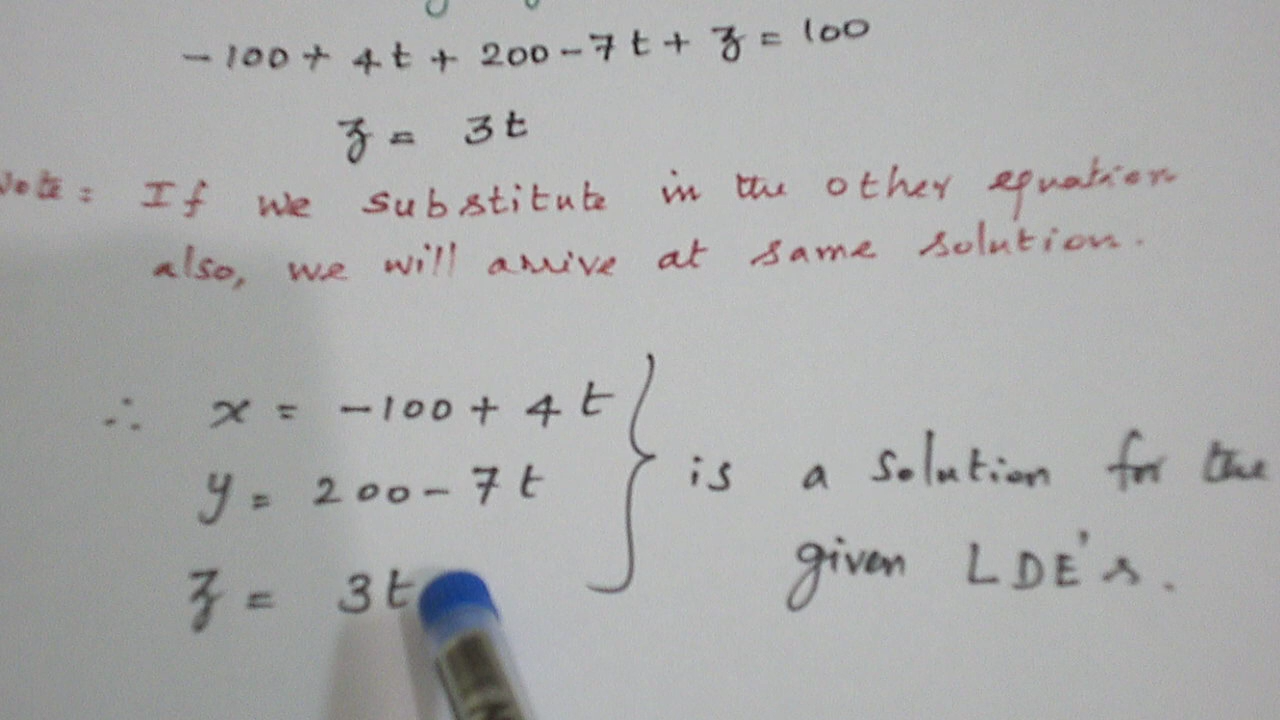 -100 + 4t + 200 - 7t + z = 100
z = 3t
Note: If we substitute in the other equation
also, we will arrive at same solution.
∴ x = -100 + 4t
y = 200 - 7t
z = 3t
is a solution for the
given LDE's.